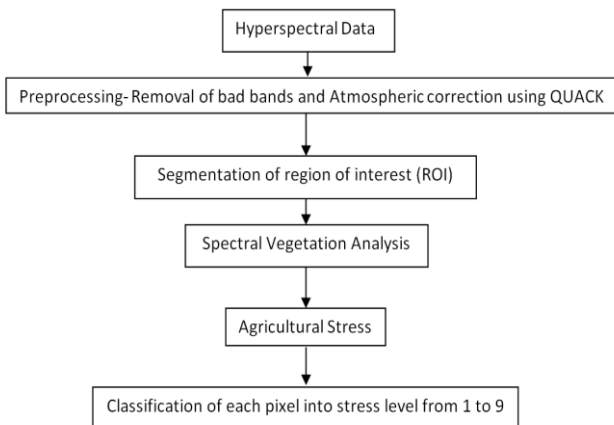 Hyperspectral Data
Preprocessing- Removal of bad bands and Atmospheric correction using QUACK
Segmentation of region of interest (ROI)
Spectral Vegetation Analysis
Agricultural Stress
Classification of each pixel into stress level from 1 to 9